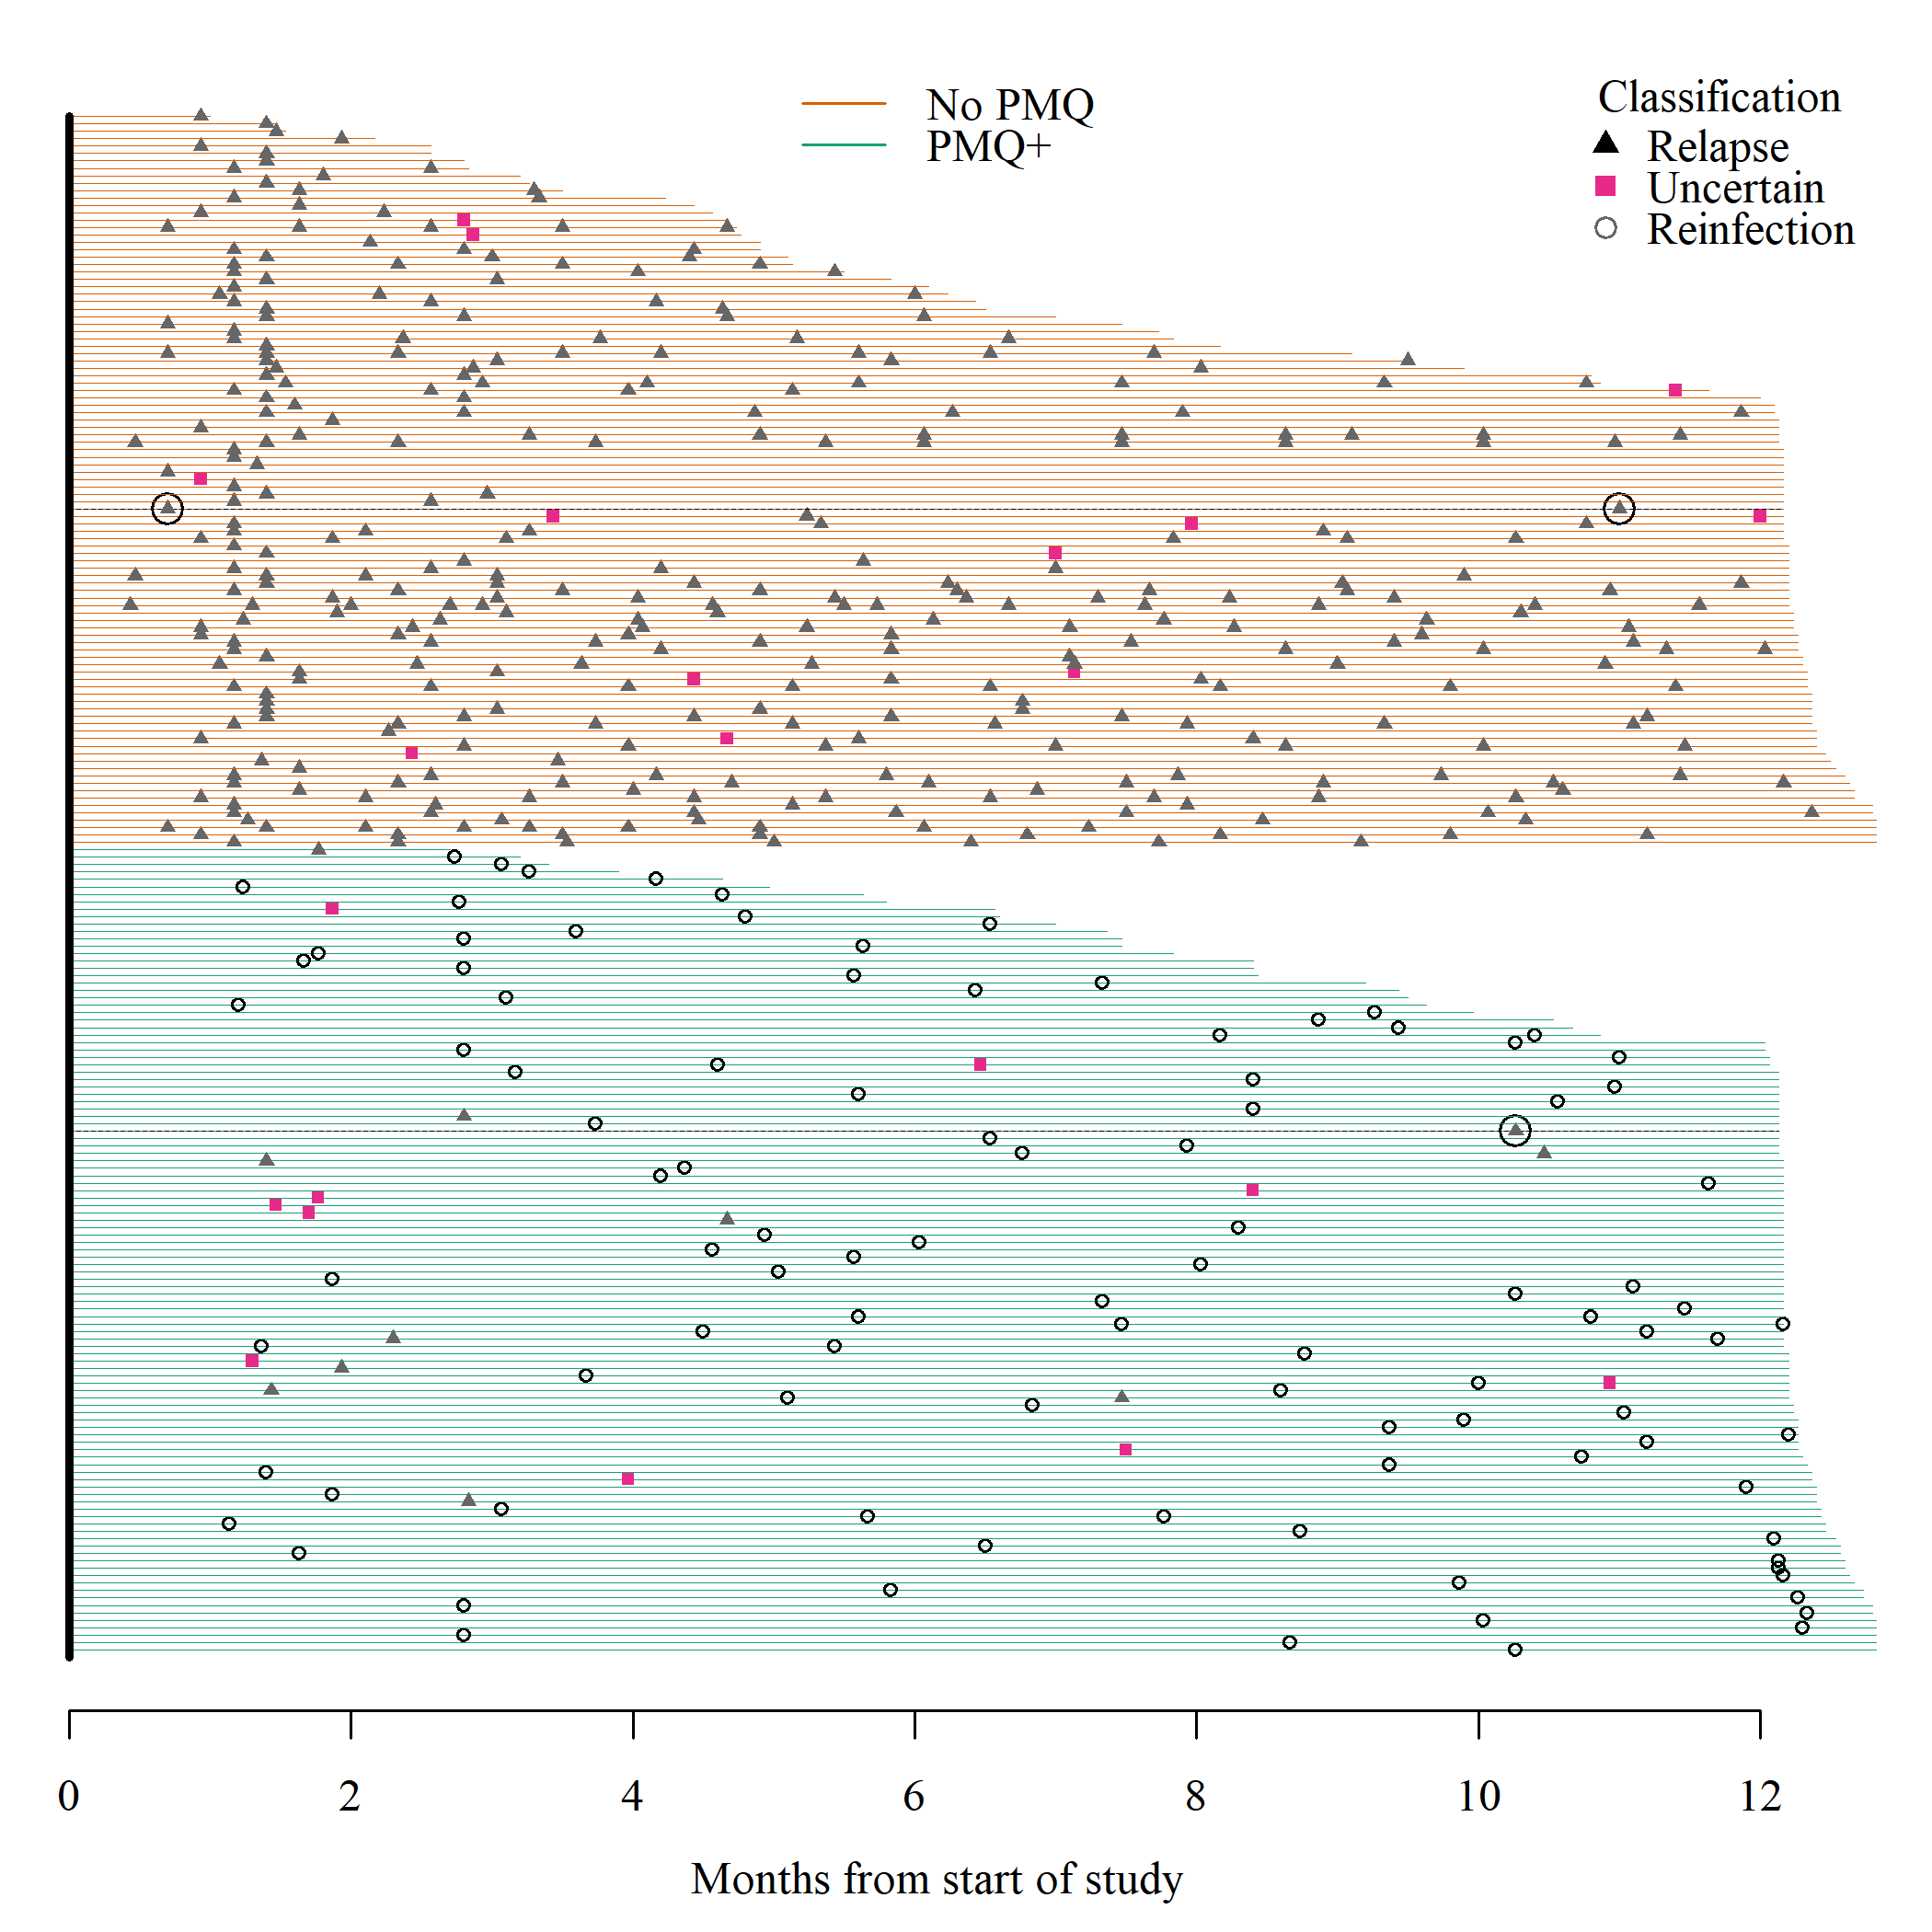 No PMQ
PMQ+
Classification
Relapse
Uncertain
Reinfection
0 2 4 6 8 10 12
Months from start of study